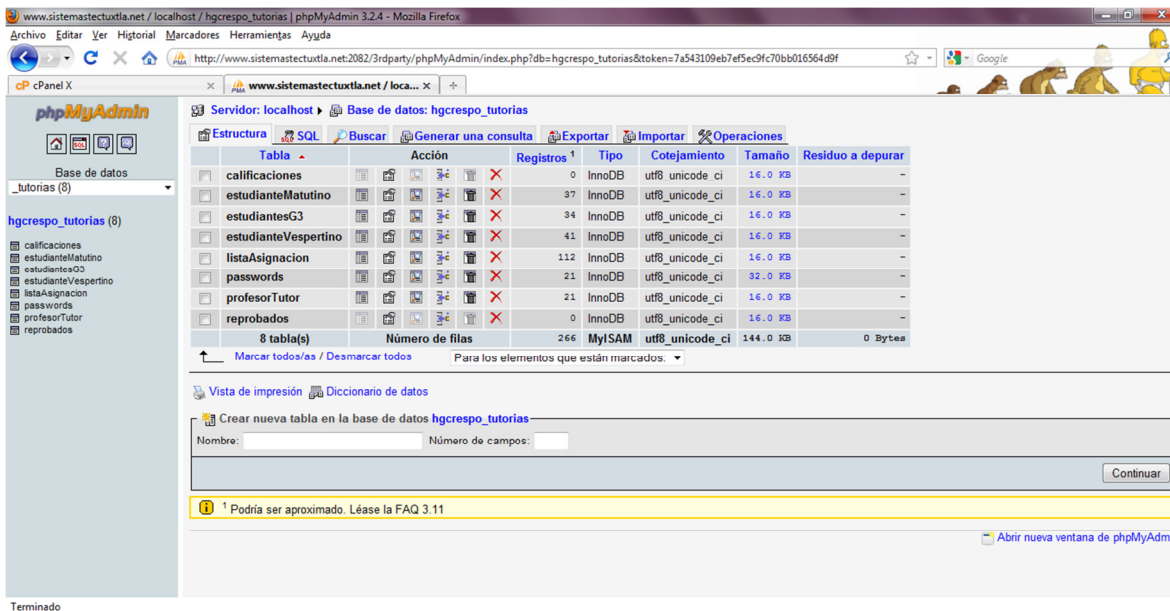 www.sistemastectuxtla.net / localhost / hgcrespo_tutorias | phpMyAdmin 3.2.4 - Mozilla Firefox
Archivo Editar Ver Historial Marcadores Herramientas Ayuda
http://www.sistemastectuxtla.net:2082/3rdparty/phpMyAdmin/index.php?db=hgcrespo_tutorias&token=7a543109eb7ef5ec9fc70bb016564d9f Google
cP cPanel X www.sistemastectuxtla.net / loca...
phpMyAdmin
Base de datos
_tutorias (8)
hgcrespo_tutorias (8)
calificaciones
estudianteMatutino
estudiantesG3
estudianteVespertino
listaAsignacion
passwords
profesorTutor
reprobados
Servidor: localhost Base de datos: hgcrespo_tutorias
Estructura SQL Buscar Generar una consulta Exportar Importar Operaciones
Tabla Acción Registros 1 Tipo Cotejamiento Tamaño Residuo a depurar
calificaciones 0 InnoDB utf8_unicode_ci 16.0 KB -
estudianteMatutino 37 InnoDB utf8_unicode_ci 16.0 KB -
estudiantesG3 34 InnoDB utf8_unicode_ci 16.0 KB -
estudianteVespertino 41 InnoDB utf8_unicode_ci 16.0 KB -
listaAsignacion 112 InnoDB utf8_unicode_ci 16.0 KB -
passwords 21 InnoDB utf8_unicode_ci 32.0 KB -
profesorTutor 21 InnoDB utf8_unicode_ci 16.0 KB -
reprobados 0 InnoDB utf8_unicode_ci 16.0 KB -
8 tabla(s) Número de filas 266 MyISAM utf8_unicode_ci 144.0 KB 0 Bytes
Marcar todos/as / Desmarcar todos Para los elementos que están marcados:
Vista de impresión Diccionario de datos
Crear nueva tabla en la base de datos hgcrespo_tutorias
Nombre: Número de campos:
Continuar
1 Podría ser aproximado. Léase la FAQ 3.11
Abrir nueva ventana de phpMyAdm
Terminado